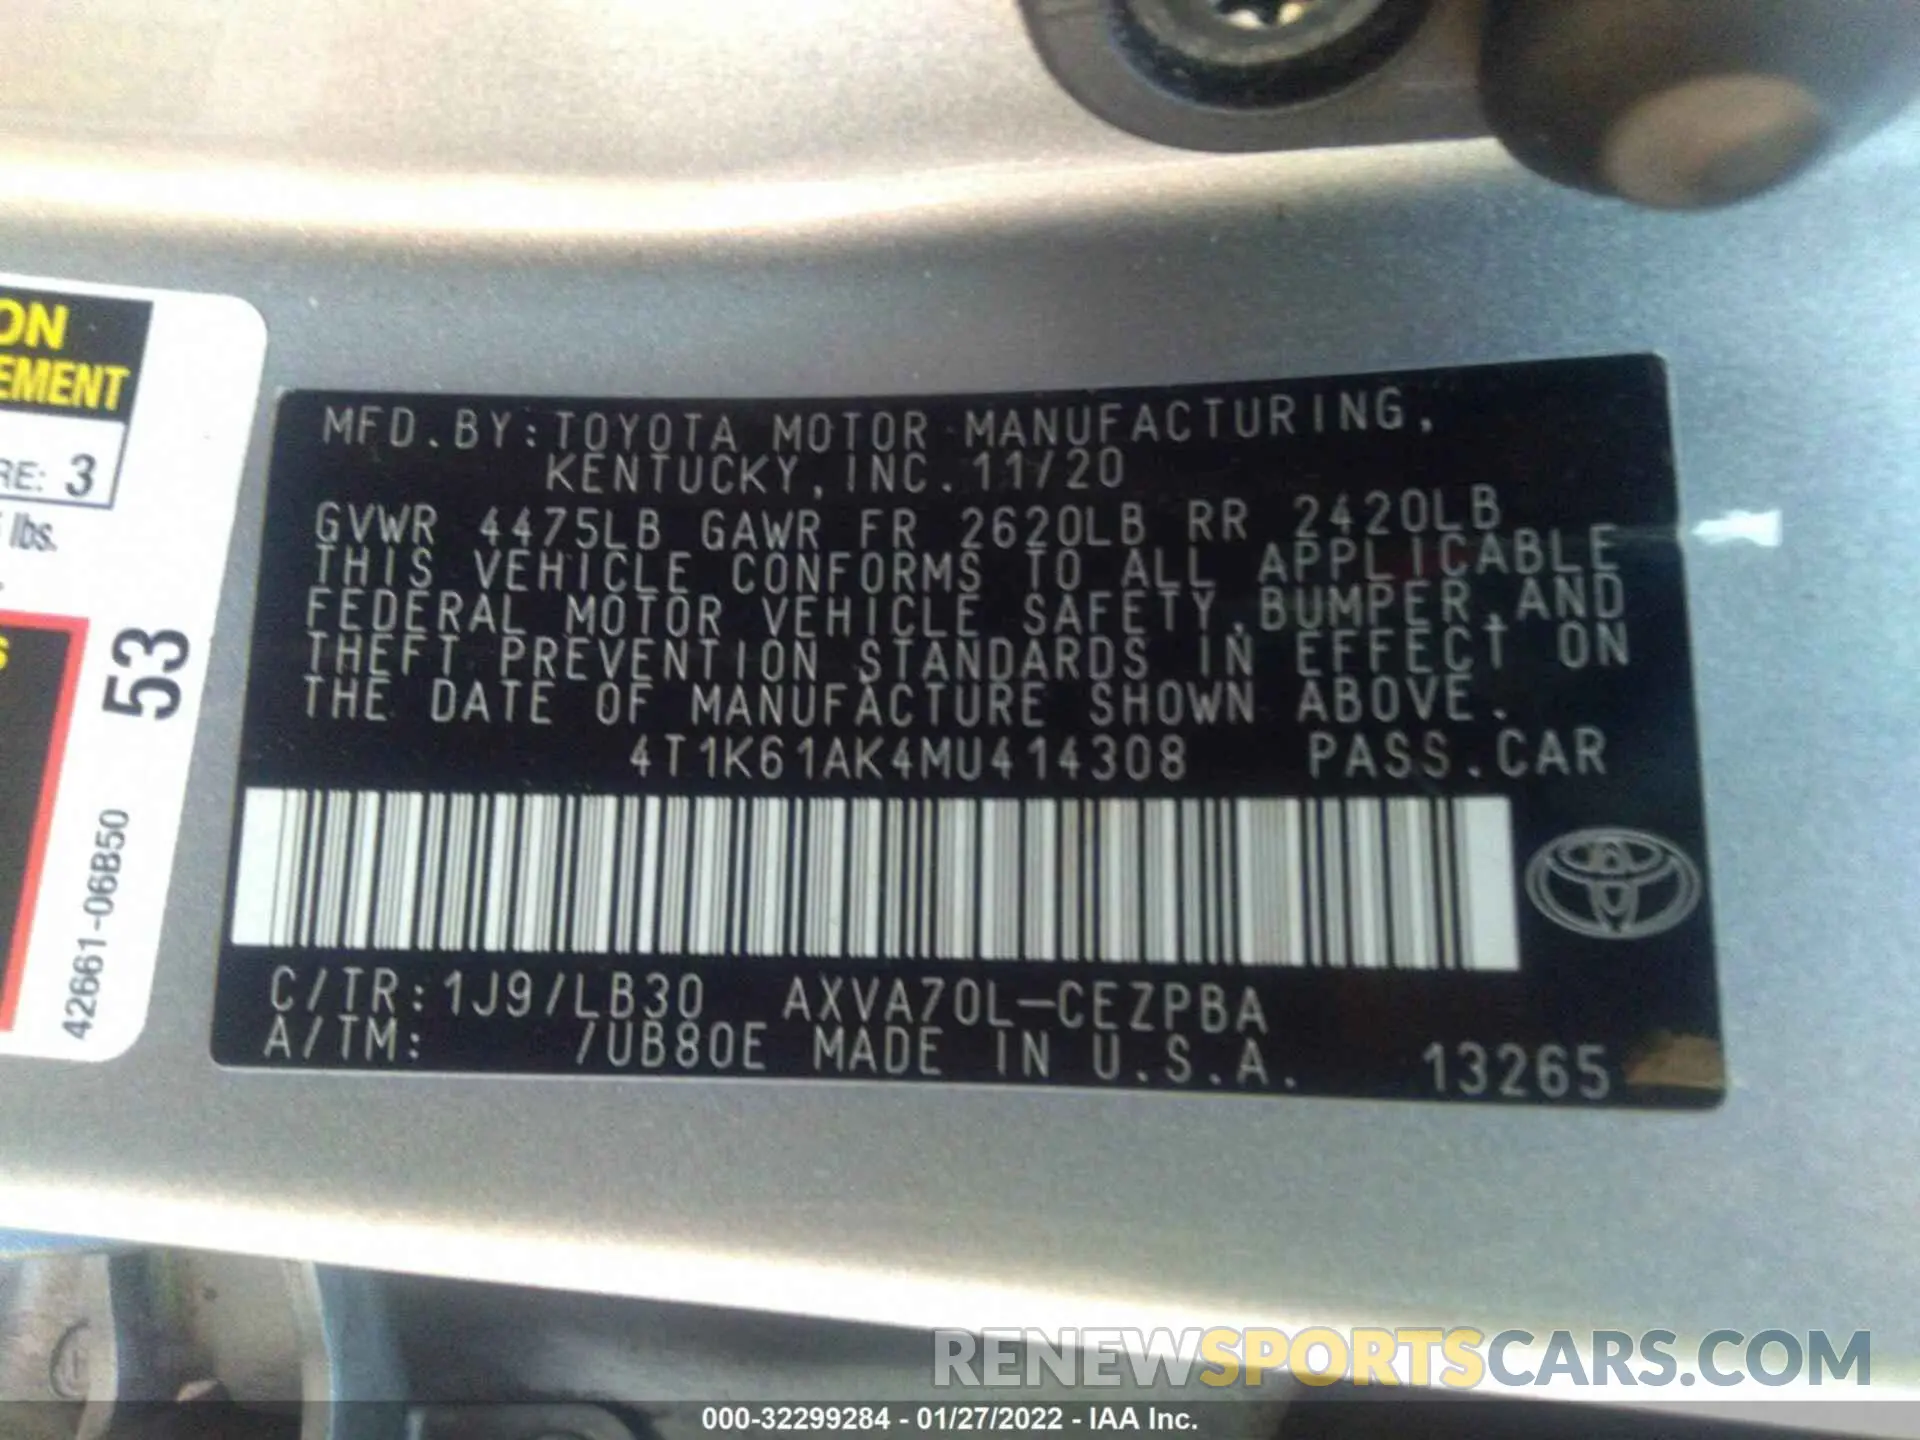 ON
EMENT
RE: 3
lbs.
S
53
42661-06B50
MFD.BY:TOYOTA MOTOR MANUFACTURING,
KENTUCKY, INC. 11/20
GVWR 4475LB GAWR FR 2620LB RR 2420LB
THIS VEHICLE CONFORMS TO ALL APPLICABLE
FEDERAL MOTOR VEHICLE SAFETY, BUMPER, AND
THEFT PREVENTION STANDARDS IN EFFECT ON
THE DATE OF MANUFACTURE SHOWN ABOVE.
4T1K61AK4MU414308 PASS.CAR
C/TR:1J9/LB30 AXVA70L-CEZPBA
A/TM: /UB80E MADE IN U.S.A. 13265
RENEWSPORTSCARS.COM
000-32299284 - 01/27/2022 - IAA Inc.